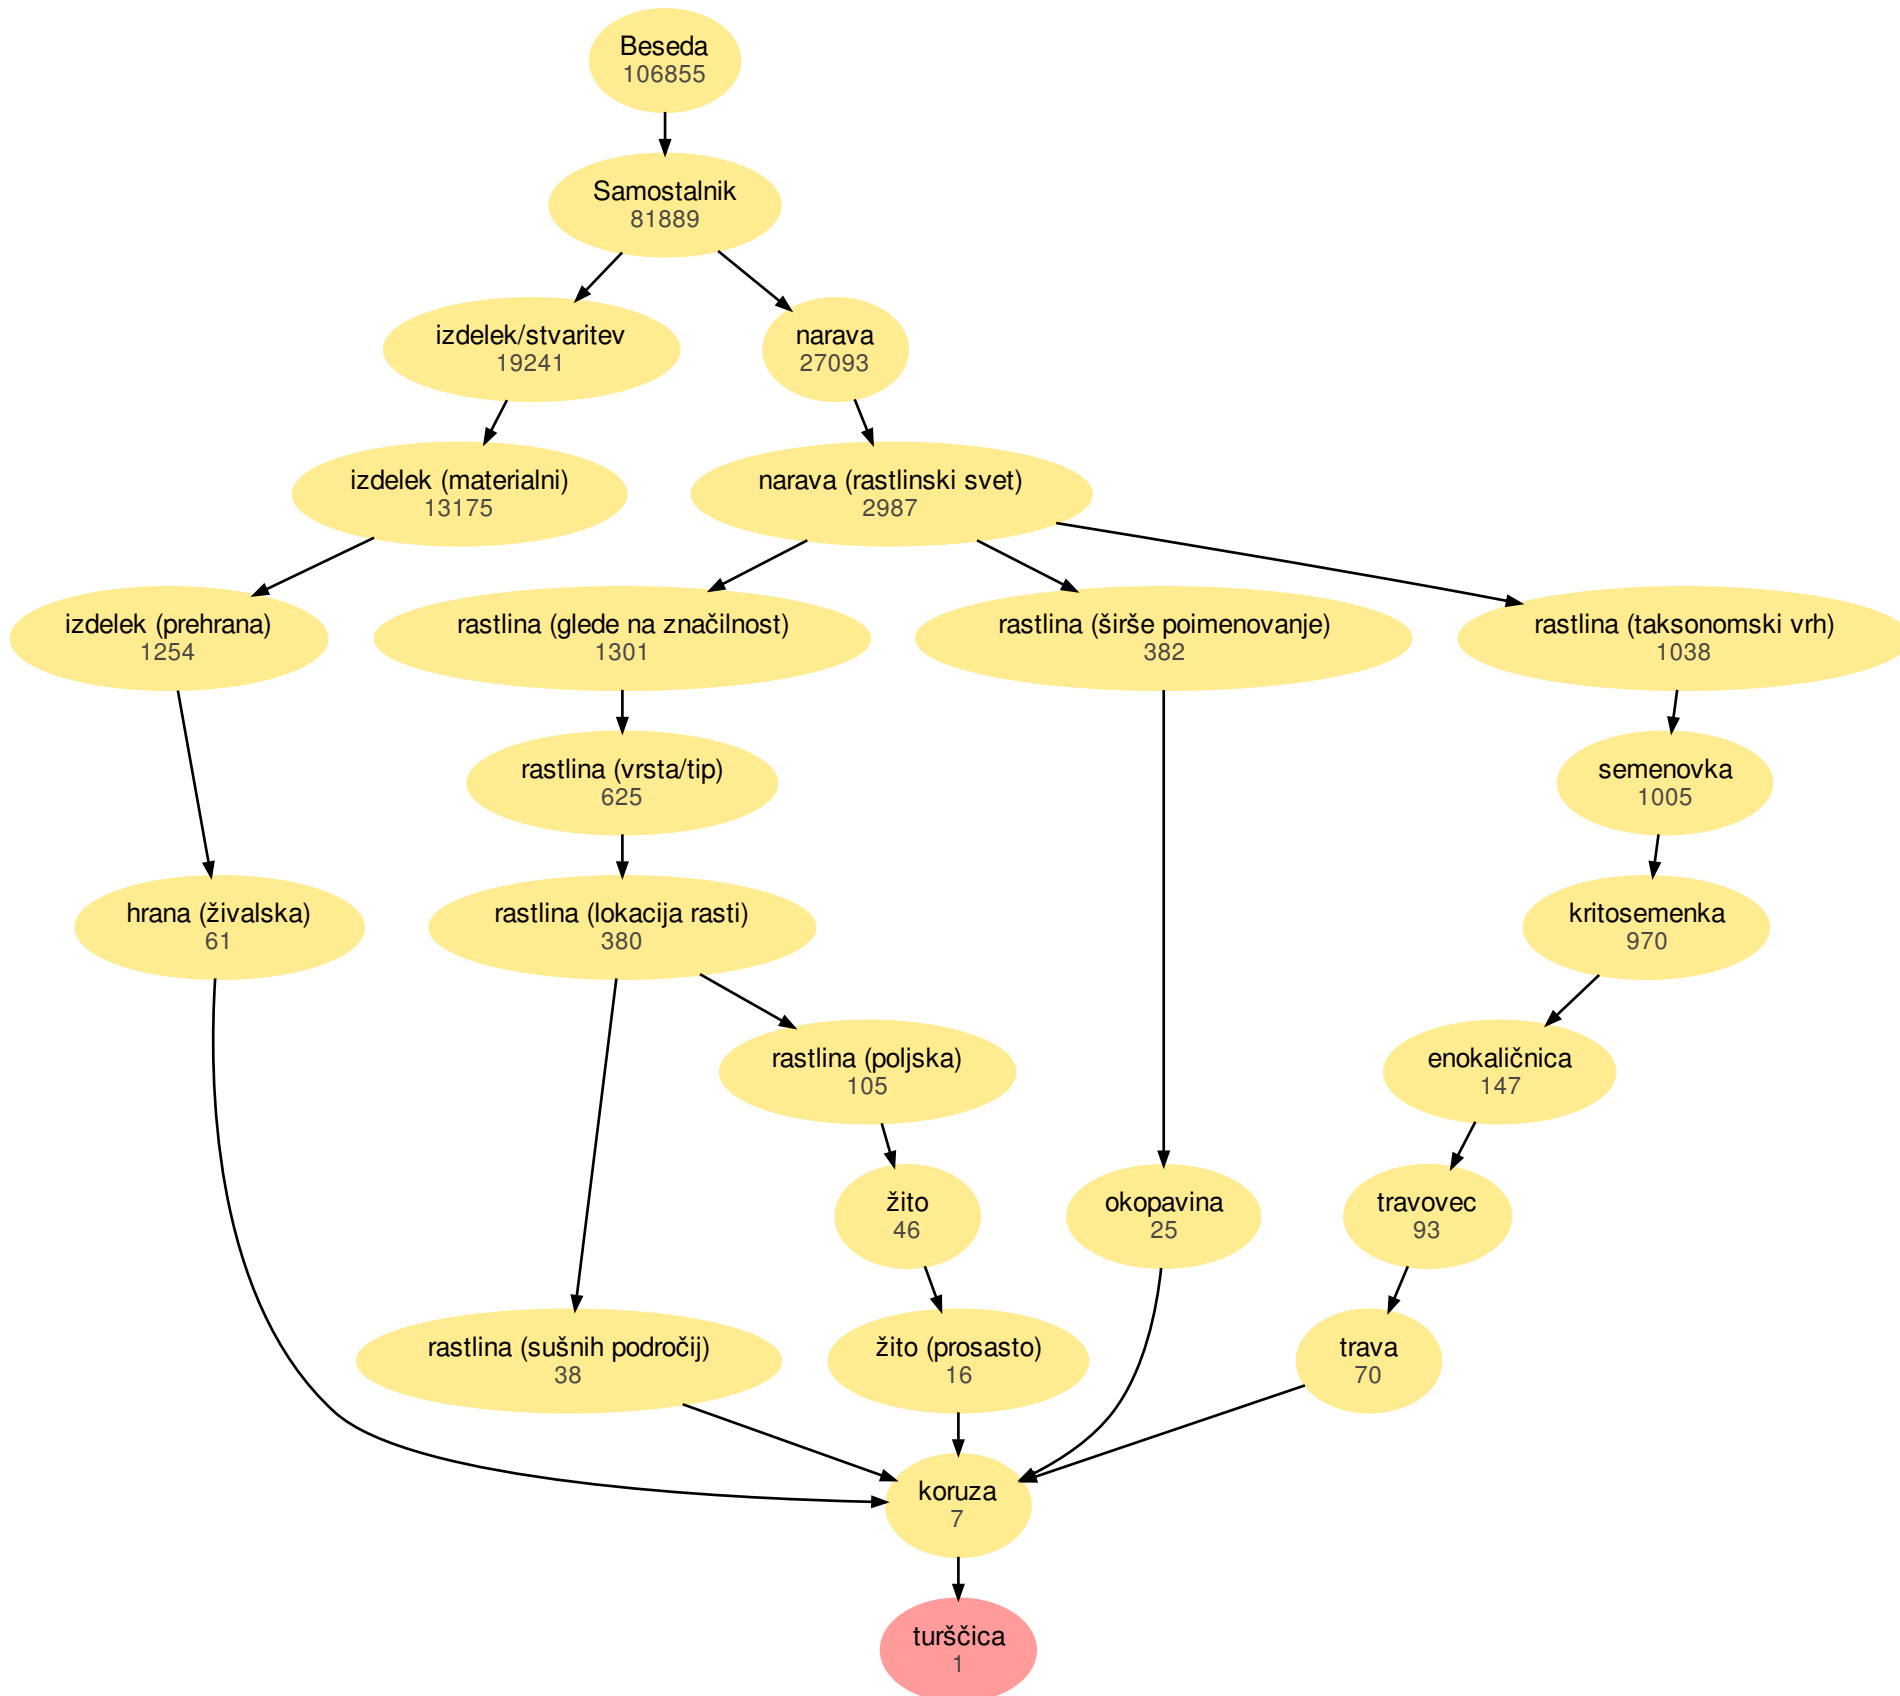 Beseda
106855
Samostalnik
81889
izdelek/stvaritev
19241
narava
27093
izdelek (materialni)
13175
narava (rastlinski svet)
2987
izdelek (prehrana)
1254
rastlina (glede na značilnost)
1301
rastlina (širše poimenovanje)
382
rastlina (taksonomski vrh)
1038
rastlina (vrsta/tip)
625
semenovka
1005
hrana (živalska)
61
rastlina (lokacija rasti)
380
kritosemenka
970
rastlina (poljska)
105
enokaličnica
147
žito
46
okopavina
25
travovec
93
rastlina (sušnih področij)
38
žito (prosasto)
16
trava
70
koruza
7
turščica
1